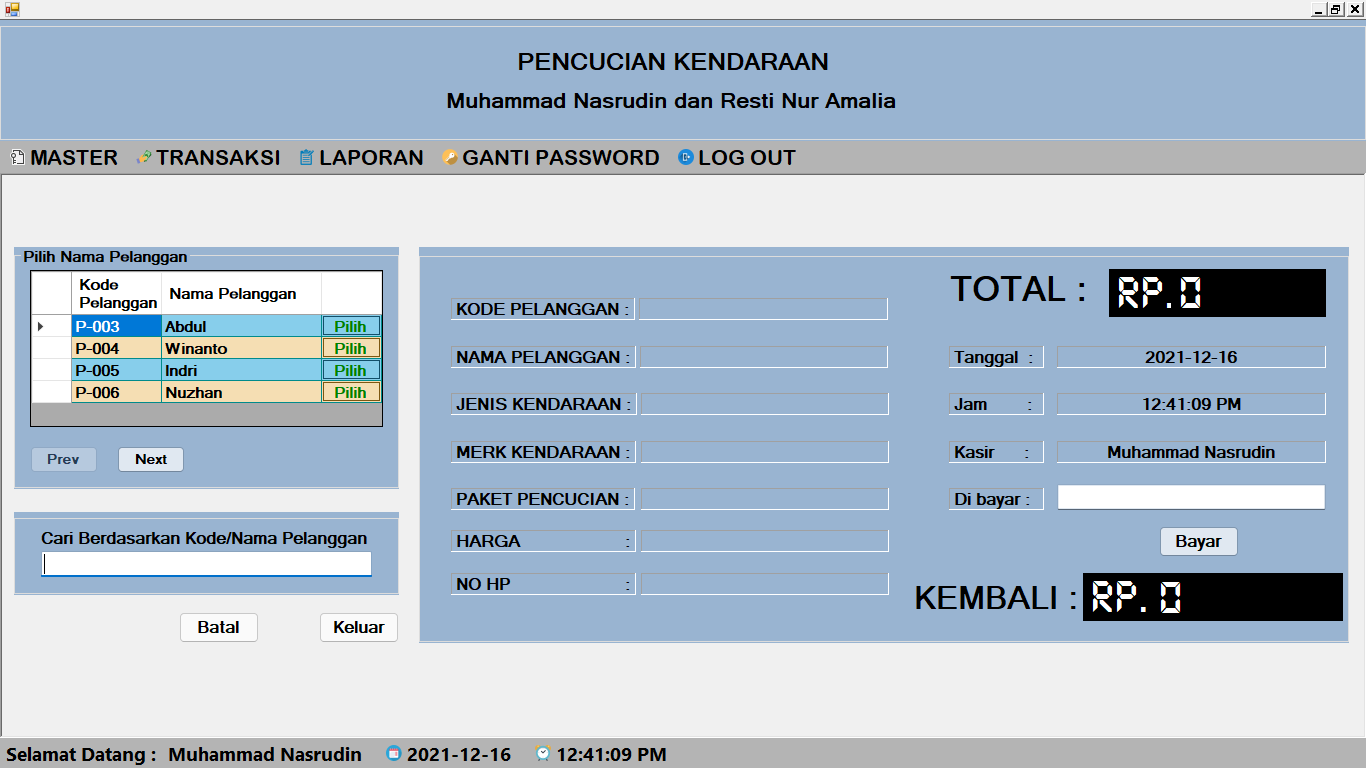 PENCUCIAN KENDARAAN
Muhammad Nasrudin dan Resti Nur Amalia
MASTER TRANSAKSI LAPORAN GANTI PASSWORD LOG OUT
Pilih Nama Pelanggan
Kode Pelanggan Nama Pelanggan
P-003 Abdul Pilih
P-004 Winanto Pilih
P-005 Indri Pilih
P-006 Nuzhan Pilih
Prev Next
Cari Berdasarkan Kode/Nama Pelanggan
Batal Keluar
KODE PELANGGAN :
NAMA PELANGGAN :
JENIS KENDARAAN :
MERK KENDARAAN :
PAKET PENCUCIAN :
HARGA :
NO HP :
TOTAL : RP.0
Tanggal : 2021-12-16
Jam : 12:41:09 PM
Kasir : Muhammad Nasrudin
Di bayar :
Bayar
KEMBALI : RP. 0
Selamat Datang : Muhammad Nasrudin 2021-12-16 12:41:09 PM